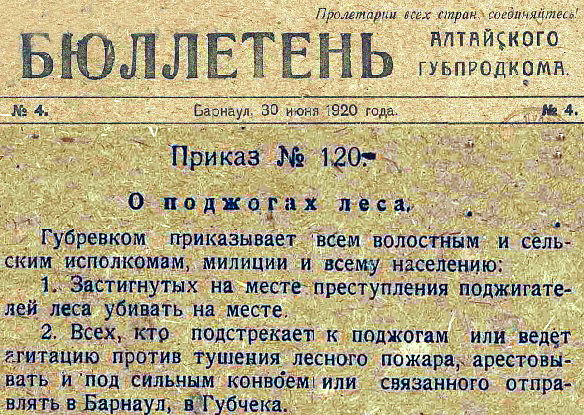 Пролетарии всех стран, соединяйтесь!
БЮЛЛЕТЕНЬ АЛТАЙСКОГО
ГУБПРОДКОМА.
№ 4. Барнаул, 30 июня 1920 года. № 4.
Приказ № 120.
О поджогах леса.
Губревком приказывает всем волостным и сель-
ским исполкомам, милиции и всему населению:
1. Застигнутых на месте преступления поджигате-
лей леса убивать на месте.
2. Всех, кто подстрекает к поджогам или ведет
агитацию против тушения лесного пожара, арестовы-
вать и под сильным конвоем или связанного отпра-
влять в Барнаул, в Губчека.